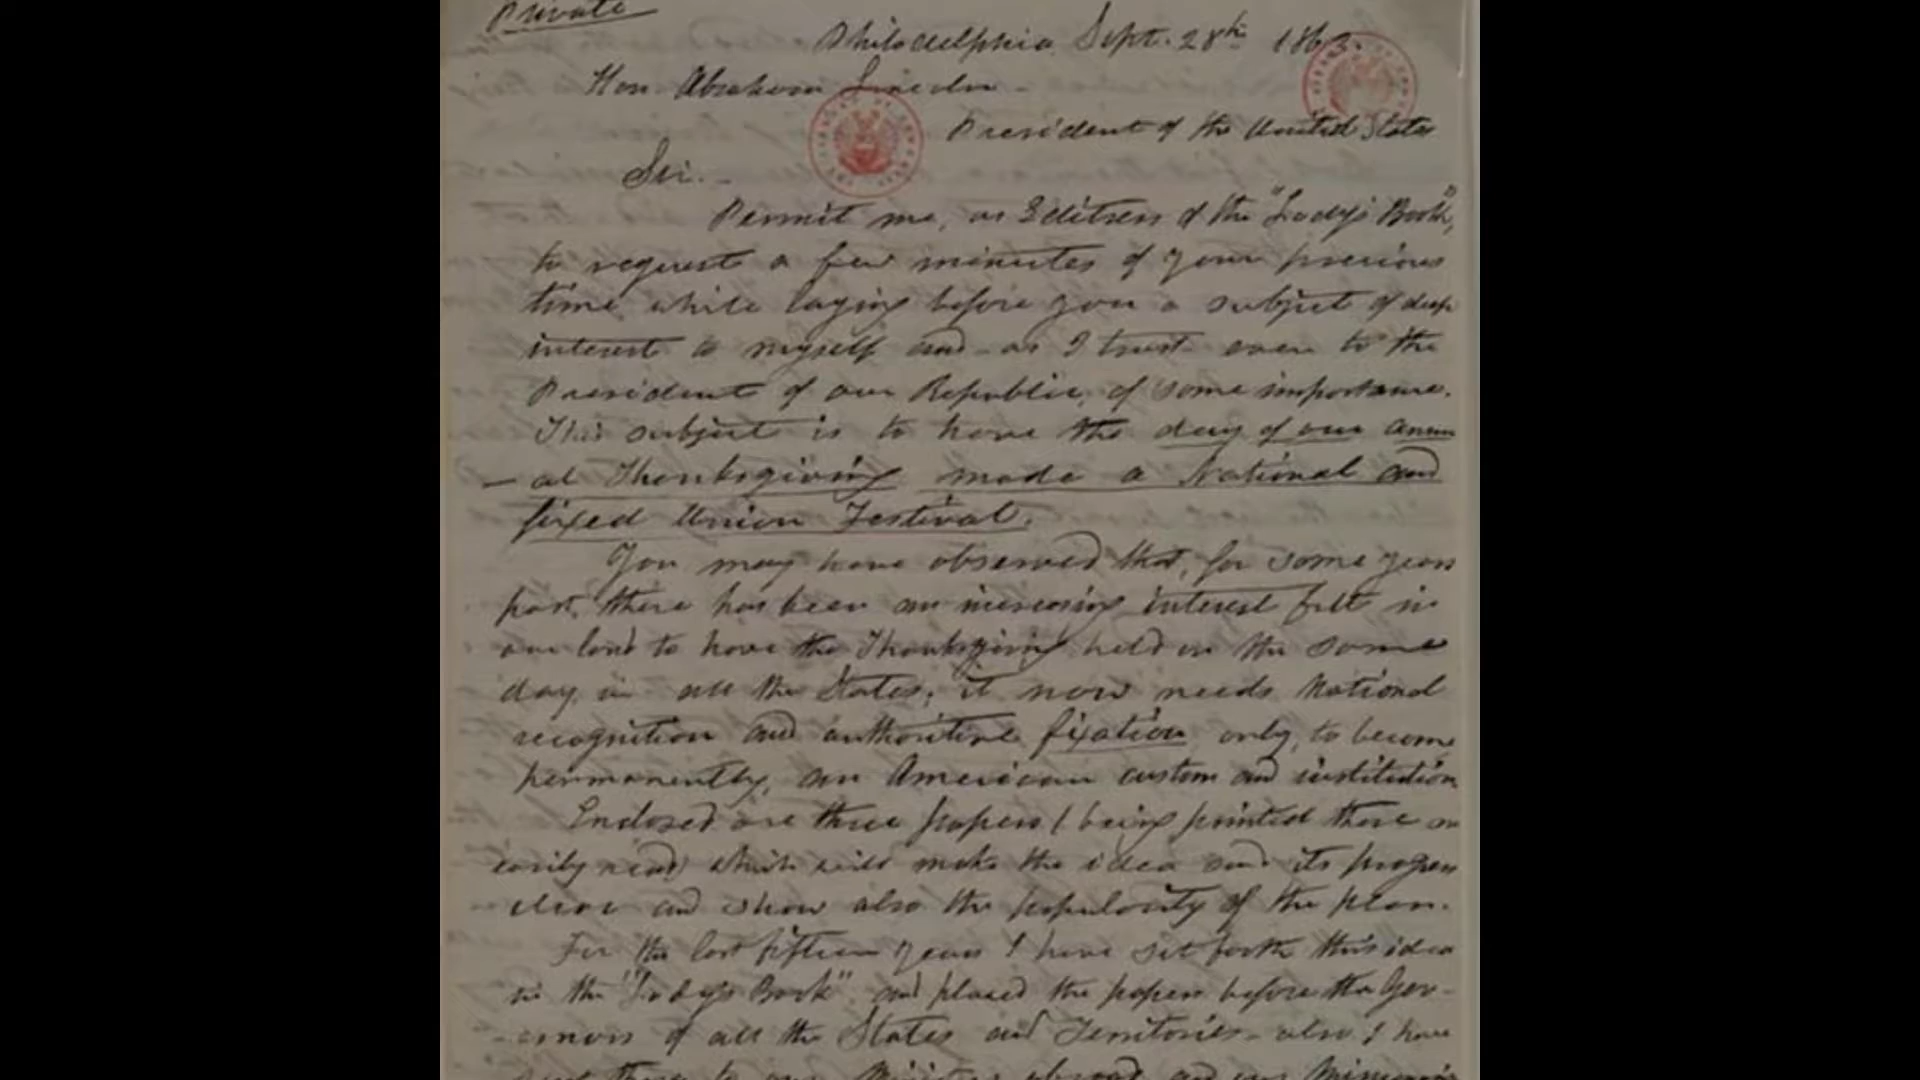 Private
Philadelphia, Sept. 28th 1863.
Hon. Abraham Lincoln -
President of the United States
Sir. -
Permit me, as Editress of the "Lady's Book",
to request a few minutes of your precious
time while laying before you a subject of deep
interest to myself and - as I trust - even to the
President of our Republic, of some importance.
This subject is to have the day of our annu
- al Thanksgiving made a National and
fixed Union Festival.
You may have observed that, for some years
past, there has been an increasing interest felt in
our land to have the Thanksgiving held on the same
day, in all the States; it now needs National
recognition and authoritive fixation, only, to become
permanently, an American custom and institution
Enclosed are three papers (being printed these are
easily read) which will make the idea and its progress
clear and show also the popularity of the plan.
For the last fifteen years I have set forth this idea
in the "Lady's Book", and placed the papers before the Gov-
-ernors of all the States and Territories - also I have
sent these to our Ministers abroad, and our